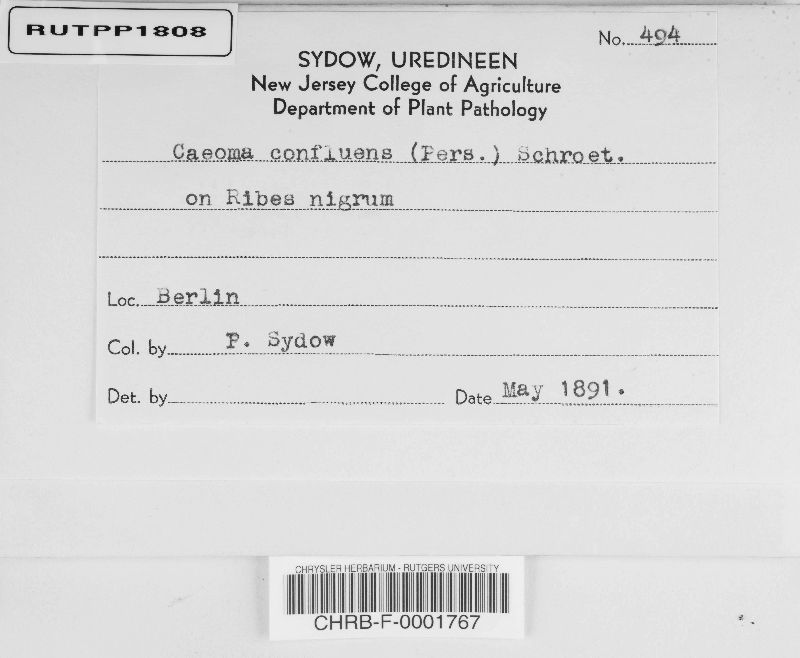 RUTPP1808
No. 494
SYDOW, UREDINEEN
New Jersey College of Agriculture
Department of Plant Pathology
Caeoma confluens (Pers.) Schroet.
on Ribes nigrum
Loc. Berlin
Col. by P. Sydow
Det. by Date May 1891.
CHRYSLER HERBARIUM - RUTGERS UNIVERSITY
CHRB-F-0001767